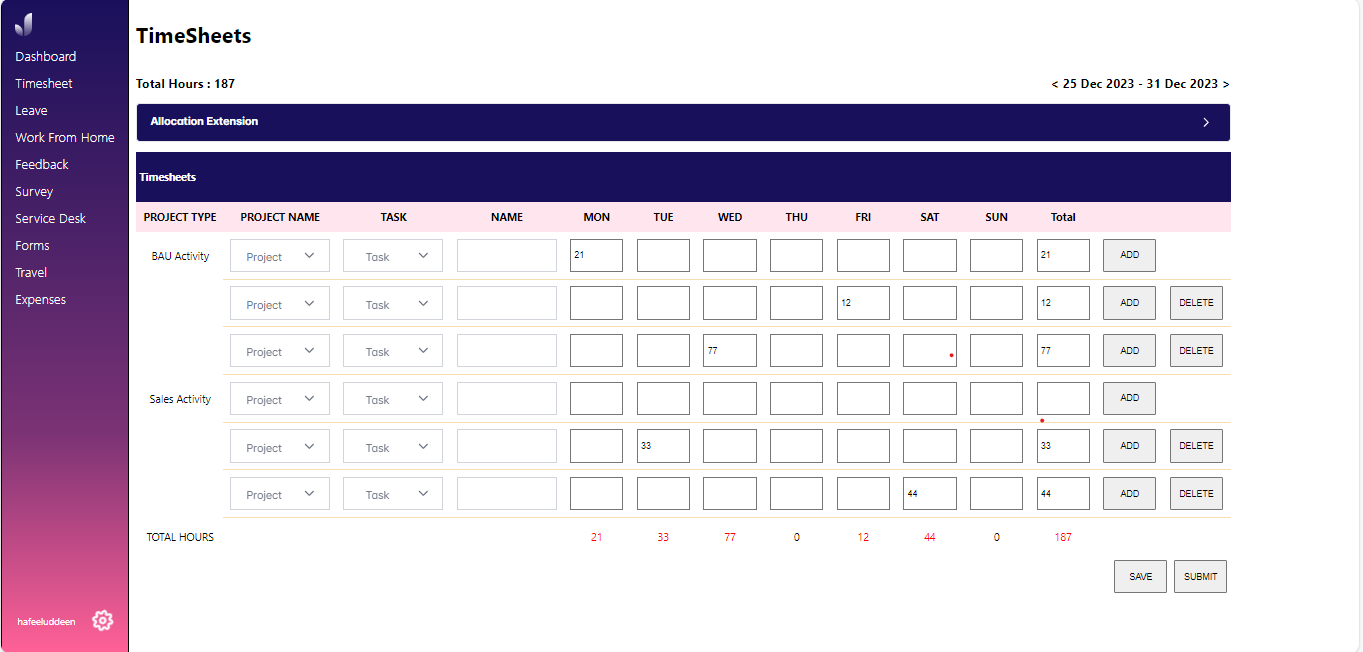 TimeSheets
Dashboard
Timesheet
Leave
Work From Home
Feedback
Survey
Service Desk
Forms
Travel
Expenses
hafeeluddeen
Total Hours : 187
< 25 Dec 2023 - 31 Dec 2023 >
Allocation Extension
Timesheets
PROJECT TYPE PROJECT NAME TASK NAME MON TUE WED THU FRI SAT SUN Total
BAU Activity Project Task 21 21 ADD
Project Task 12 12 ADD DELETE
Project Task 77 77 ADD DELETE
Sales Activity Project Task ADD
Project Task 33 33 ADD DELETE
Project Task 44 44 ADD DELETE
TOTAL HOURS 21 33 77 0 12 44 0 187
SAVE SUBMIT